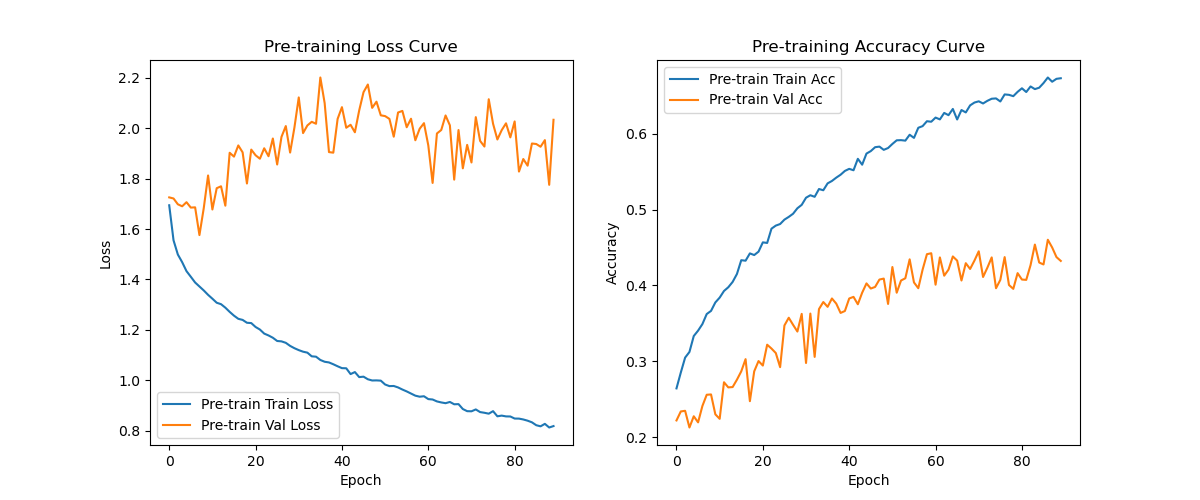 Pre-training Loss Curve
2.2
2.0
1.8
1.6
1.4
1.2
1.0
0.8
Loss
Pre-train Train Loss
Pre-train Val Loss
0 20 40 60 80
Epoch
Pre-training Accuracy Curve
Pre-train Train Acc
Pre-train Val Acc
0.6
0.5
0.4
0.3
0.2
Accuracy
0 20 40 60 80
Epoch